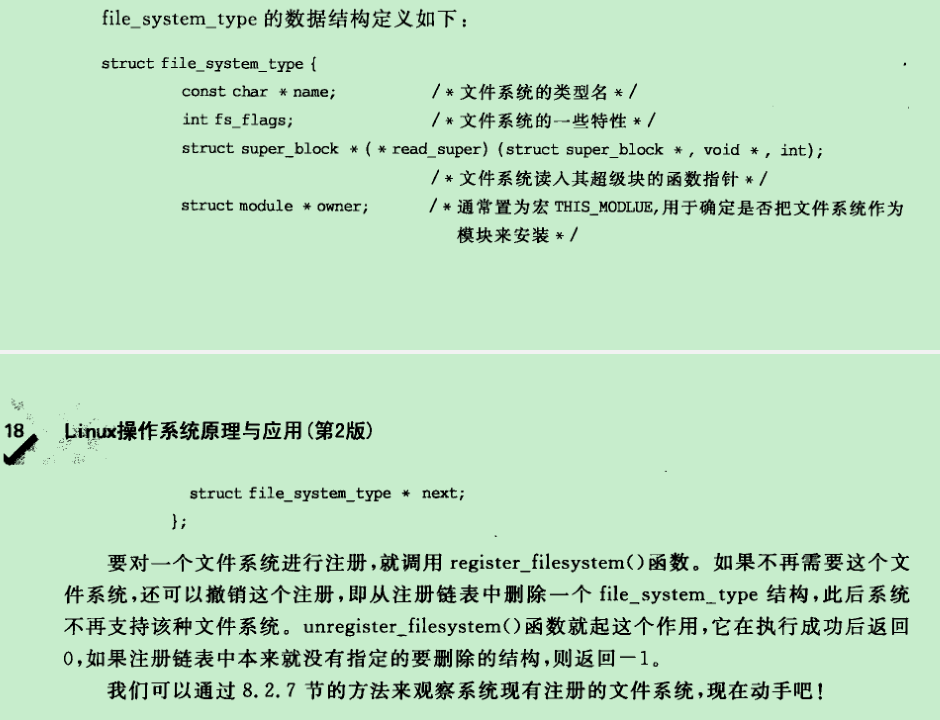 file_system_type 的数据结构定义如下：
struct file_system_type {
const char * name; /* 文件系统的类型名 */
int fs_flags; /* 文件系统的一些特性 */
struct super_block * ( * read_super) (struct super_block * , void * , int);
/* 文件系统读入其超级块的函数指针 */
struct module * owner; /* 通常置为宏 THIS_MODLUE,用于确定是否把文件系统作为
模块来安装 */
18 Linux操作系统原理与应用(第2版)
struct file_system_type * next;
};
要对一个文件系统进行注册,就调用 register_filesystem()函数。如果不再需要这个文
件系统,还可以撤销这个注册,即从注册链表中删除一个 file_system_type 结构,此后系统
不再支持该种文件系统。unregister_filesystem()函数就起这个作用,它在执行成功后返回
0,如果注册链表中本来就没有指定的要删除的结构,则返回－1。
我们可以通过 8.2.7 节的方法来观察系统现有注册的文件系统,现在动手吧！